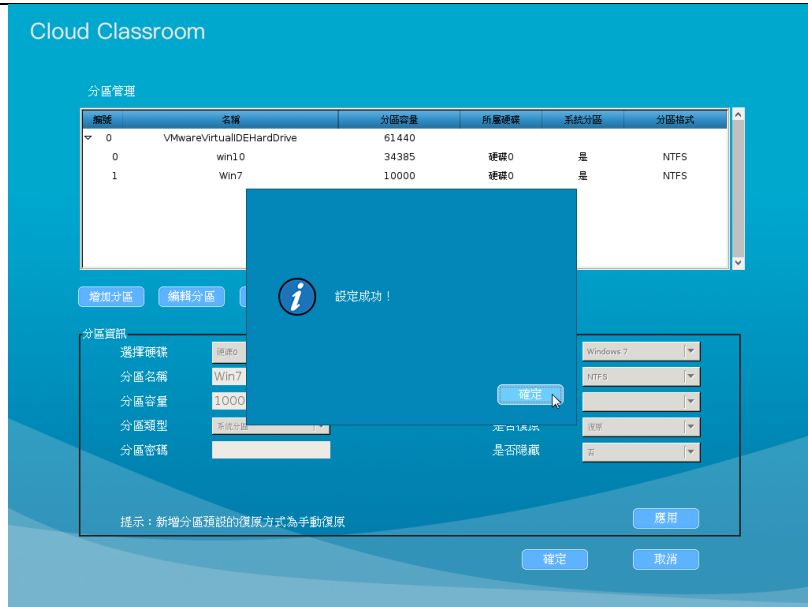 Cloud Classroom
分區管理
編號 名稱 分區容量 所屬硬碟 系統分區 分區格式
0 VMwareVirtualIDEHardDrive 61440
0 win10 34385 硬碟0 是 NTFS
1 Win7 10000 硬碟0 是 NTFS
設定成功！
確定
增加分區 編輯分區
分區資訊
選擇硬碟 硬碟0 Windows 7
分區名稱 Win7 NTFS
分區容量 1000
分區類型 系統分區 是否復原 復原
分區密碼 是否隱藏 否
提示：新增分區預設的復原方式為手動復原
應用
確定 取消